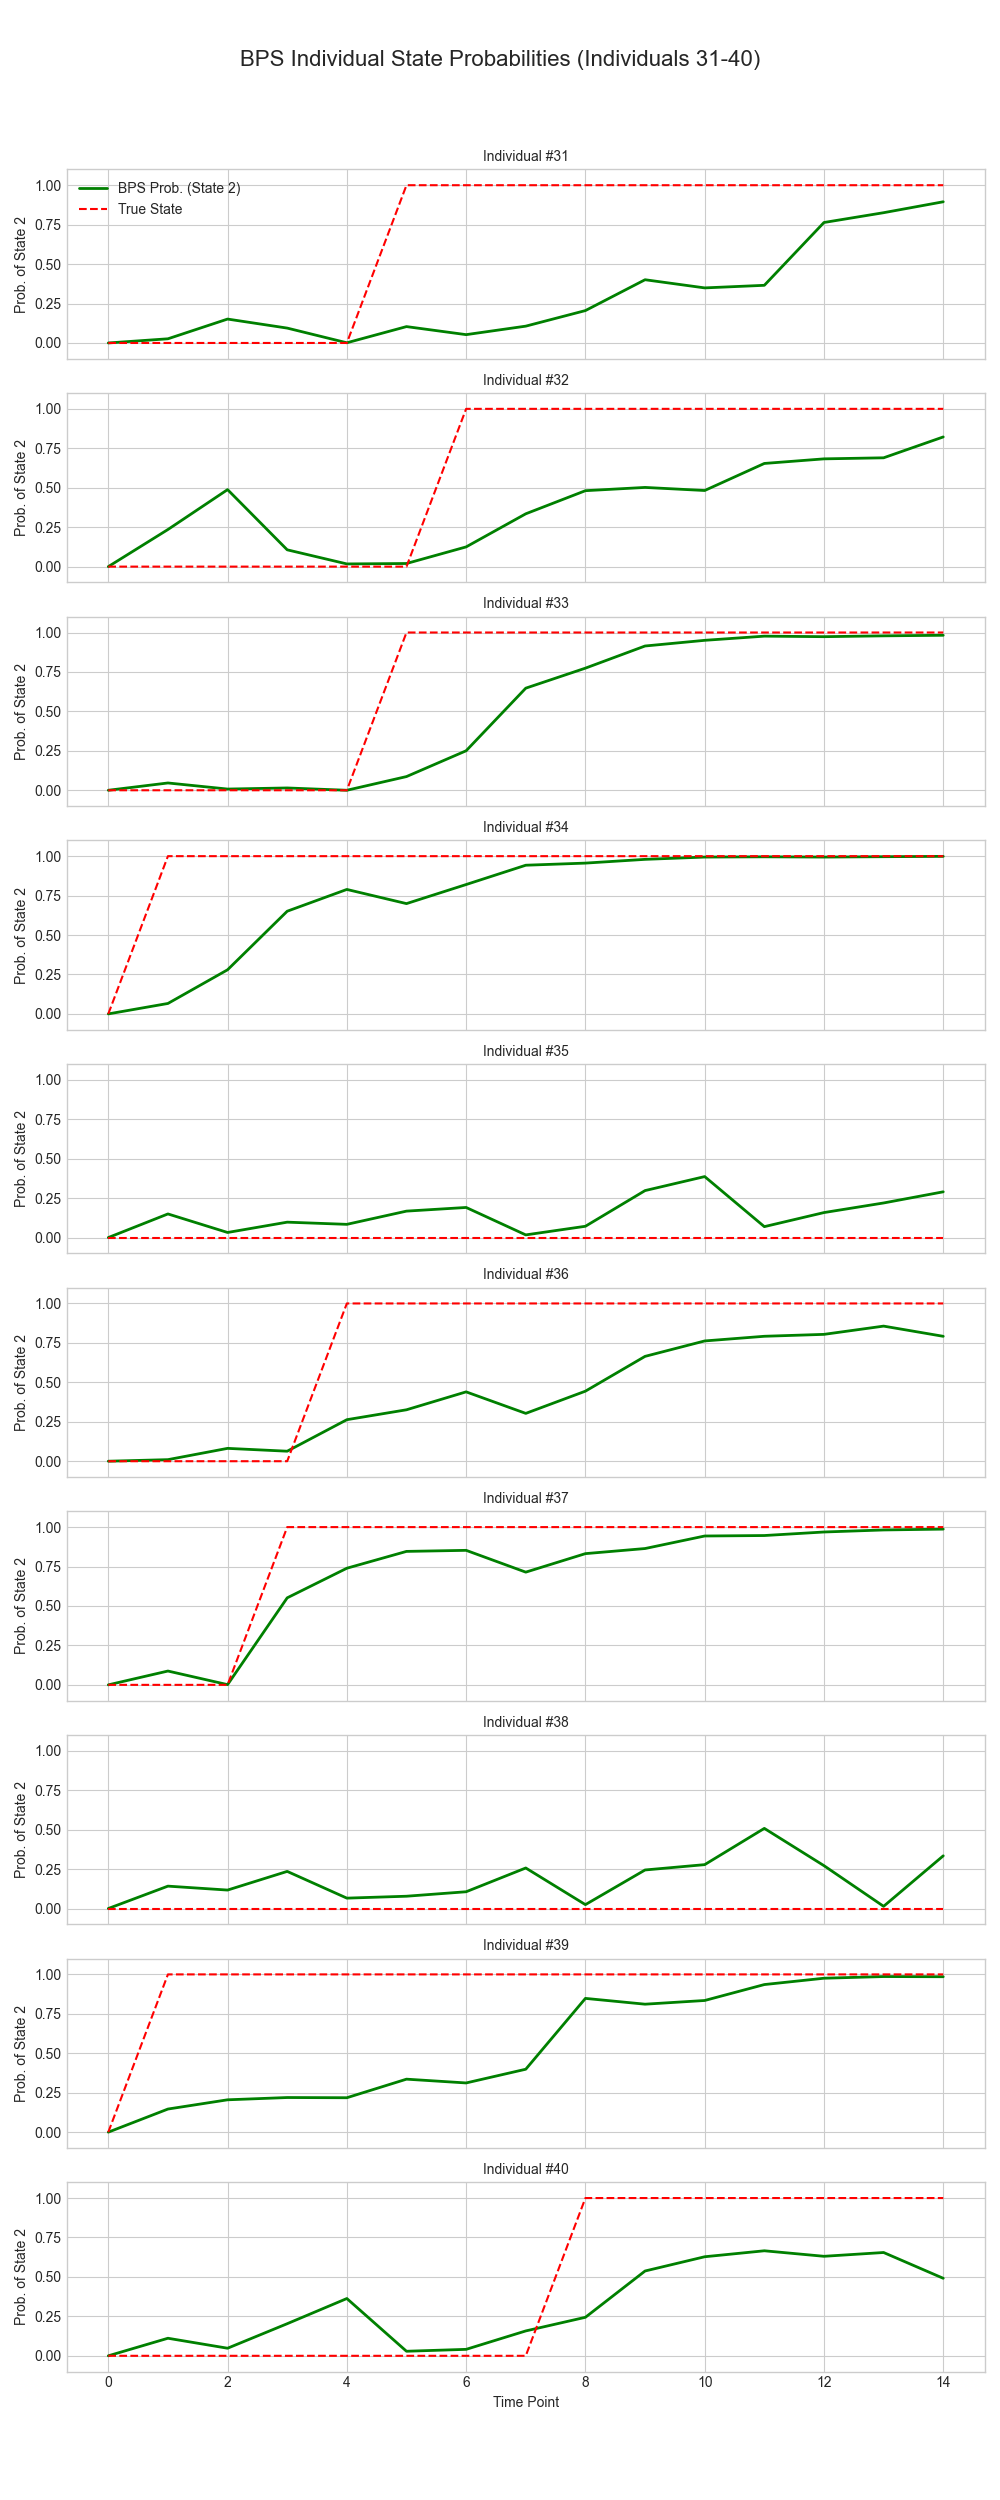 BPS Individual State Probabilities (Individuals 31-40)
Individual #31
BPS Prob. (State 2)
True State
1.00
0.75
0.50
0.25
0.00
Prob. of State 2
Individual #32
1.00
0.75
0.50
0.25
0.00
Prob. of State 2
Individual #33
1.00
0.75
0.50
0.25
0.00
Prob. of State 2
Individual #34
1.00
0.75
0.50
0.25
0.00
Prob. of State 2
Individual #35
1.00
0.75
0.50
0.25
0.00
Prob. of State 2
Individual #36
1.00
0.75
0.50
0.25
0.00
Prob. of State 2
Individual #37
1.00
0.75
0.50
0.25
0.00
Prob. of State 2
Individual #38
1.00
0.75
0.50
0.25
0.00
Prob. of State 2
Individual #39
1.00
0.75
0.50
0.25
0.00
Prob. of State 2
Individual #40
1.00
0.75
0.50
0.25
0.00
Prob. of State 2
0 2 4 6 8 10 12 14
Time Point